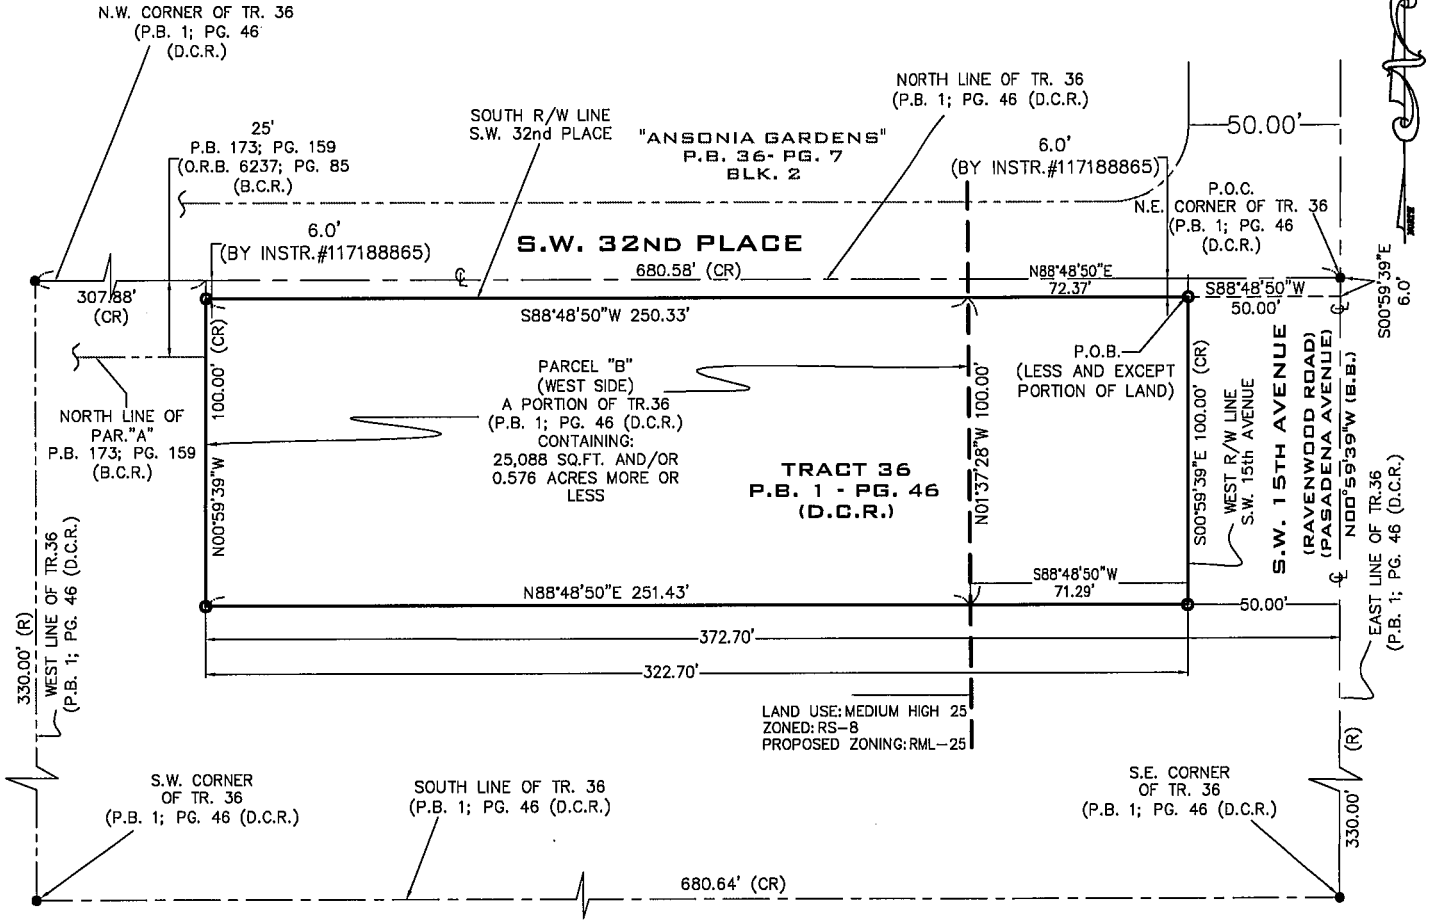 N.W. CORNER OF TR. 36
(P.B. 1; PG. 46
(D.C.R.)
25'
P.B. 173; PG. 159
(O.R.B. 6237; PG. 85
(B.C.R.)
SOUTH R/W LINE
S.W. 32nd PLACE
"ANSONIA GARDENS"
P.B. 36- PG. 7
BLK. 2
NORTH LINE OF TR. 36
(P.B. 1; PG. 46 (D.C.R.)
6.0'
(BY INSTR.#117188865)
50.00'
P.O.C.
N.E. CORNER OF TR. 36
(P.B. 1; PG. 46
(D.C.R.)
6.0'
(BY INSTR.#117188865)
S.W. 32ND PLACE
680.58' (CR)
N88°48'50"E
72.37'
S88°48'50"W
50.00'
S00°59'39"E
6.0'
307.88'
(CR)
S88°48'50"W 250.33'
NORTH LINE OF
PAR."A"
P.B. 173; PG. 159
(B.C.R.)
N00°59'39"W 100.00' (CR)
PARCEL "B"
(WEST SIDE)
A PORTION OF TR.36
(P.B. 1; PG. 46 (D.C.R.)
CONTAINING:
25,088 SQ.FT. AND/OR
0.576 ACRES MORE OR
LESS
TRACT 36
P.B. 1 - PG. 46
(D.C.R.)
N01°37'28"W 100.00'
P.O.B.
(LESS AND EXCEPT
PORTION OF LAND)
S00°59'39"E 100.00' (CR)
WEST R/W LINE
S.W. 15th AVENUE
S.W. 15TH AVENUE
(RAVENWOOD ROAD)
(PASADENA AVENUE)
N00°59'39"W (B.B.)
EAST LINE OF TR.36
(P.B. 1; PG. 46 (D.C.R.)
330.00' (R)
WEST LINE OF TR.36
(P.B. 1; PG. 46 (D.C.R.)
N88°48'50"E 251.43'
S88°48'50"W
71.29'
50.00'
372.70'
322.70'
LAND USE: MEDIUM HIGH 25
ZONED: RS-8
PROPOSED ZONING: RML-25
S.W. CORNER
OF TR. 36
(P.B. 1; PG. 46 (D.C.R.)
SOUTH LINE OF TR. 36
(P.B. 1; PG. 46 (D.C.R.)
S.E. CORNER
OF TR. 36
(P.B. 1; PG. 46 (D.C.R.)
330.00' (R)
680.64' (CR)